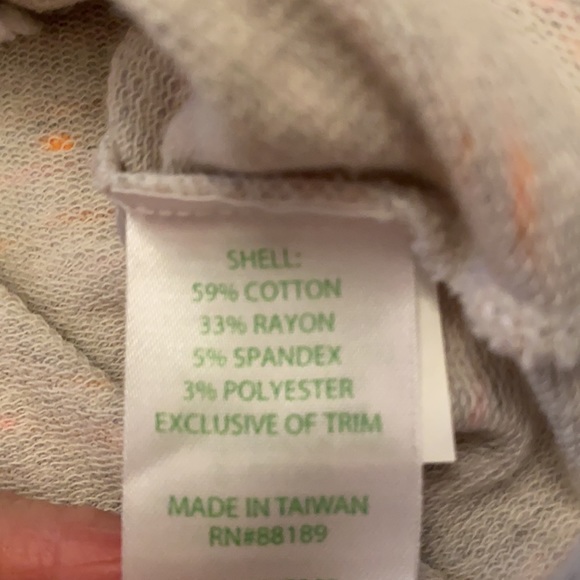 SHELL:
59% COTTON
33% RAYON
5% SPANDEX
3% POLYESTER
EXCLUSIVE OF TRIM
MADE IN TAIWAN
RN#88189